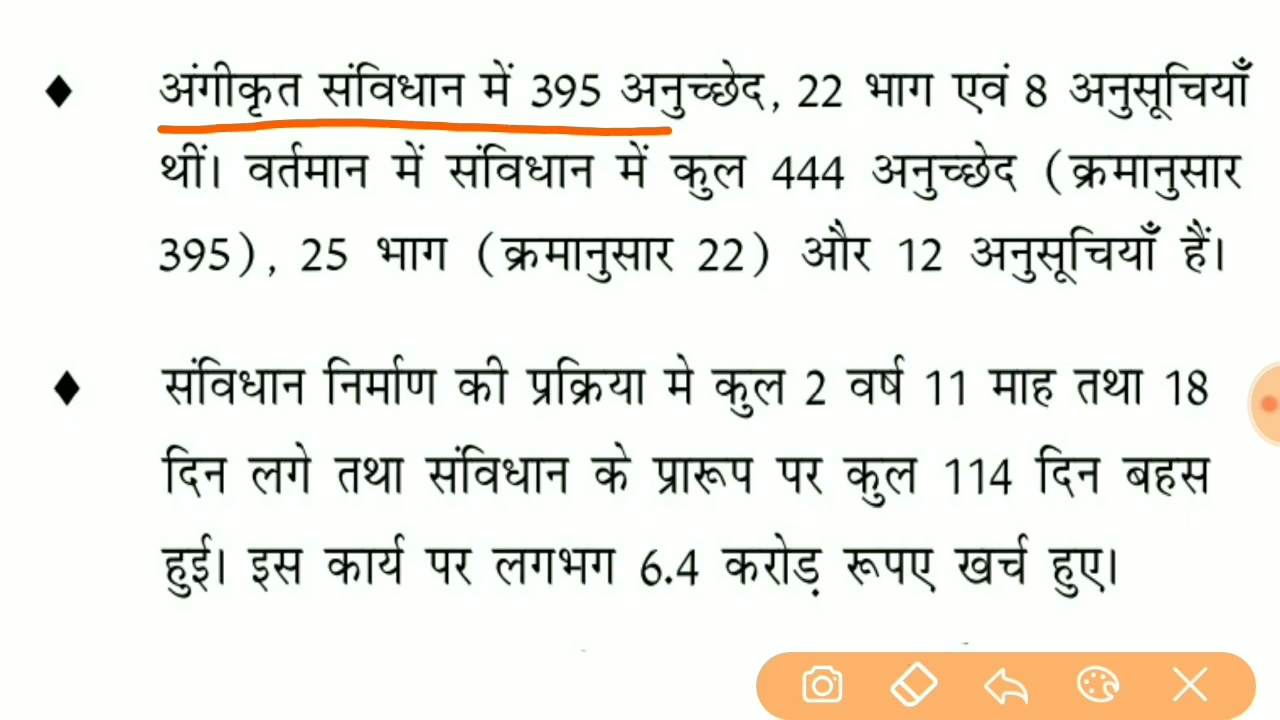 ♦ अंगीकृत संविधान में 395 अनुच्छेद, 22 भाग एवं 8 अनुसूचियाँ
थीं। वर्तमान में संविधान में कुल 444 अनुच्छेद (क्रमानुसार
395), 25 भाग (क्रमानुसार 22) और 12 अनुसूचियाँ हैं।
♦ संविधान निर्माण की प्रक्रिया मे कुल 2 वर्ष 11 माह तथा 18
दिन लगे तथा संविधान के प्रारूप पर कुल 114 दिन बहस
हुई। इस कार्य पर लगभग 6.4 करोड़ रूपए खर्च हुए।